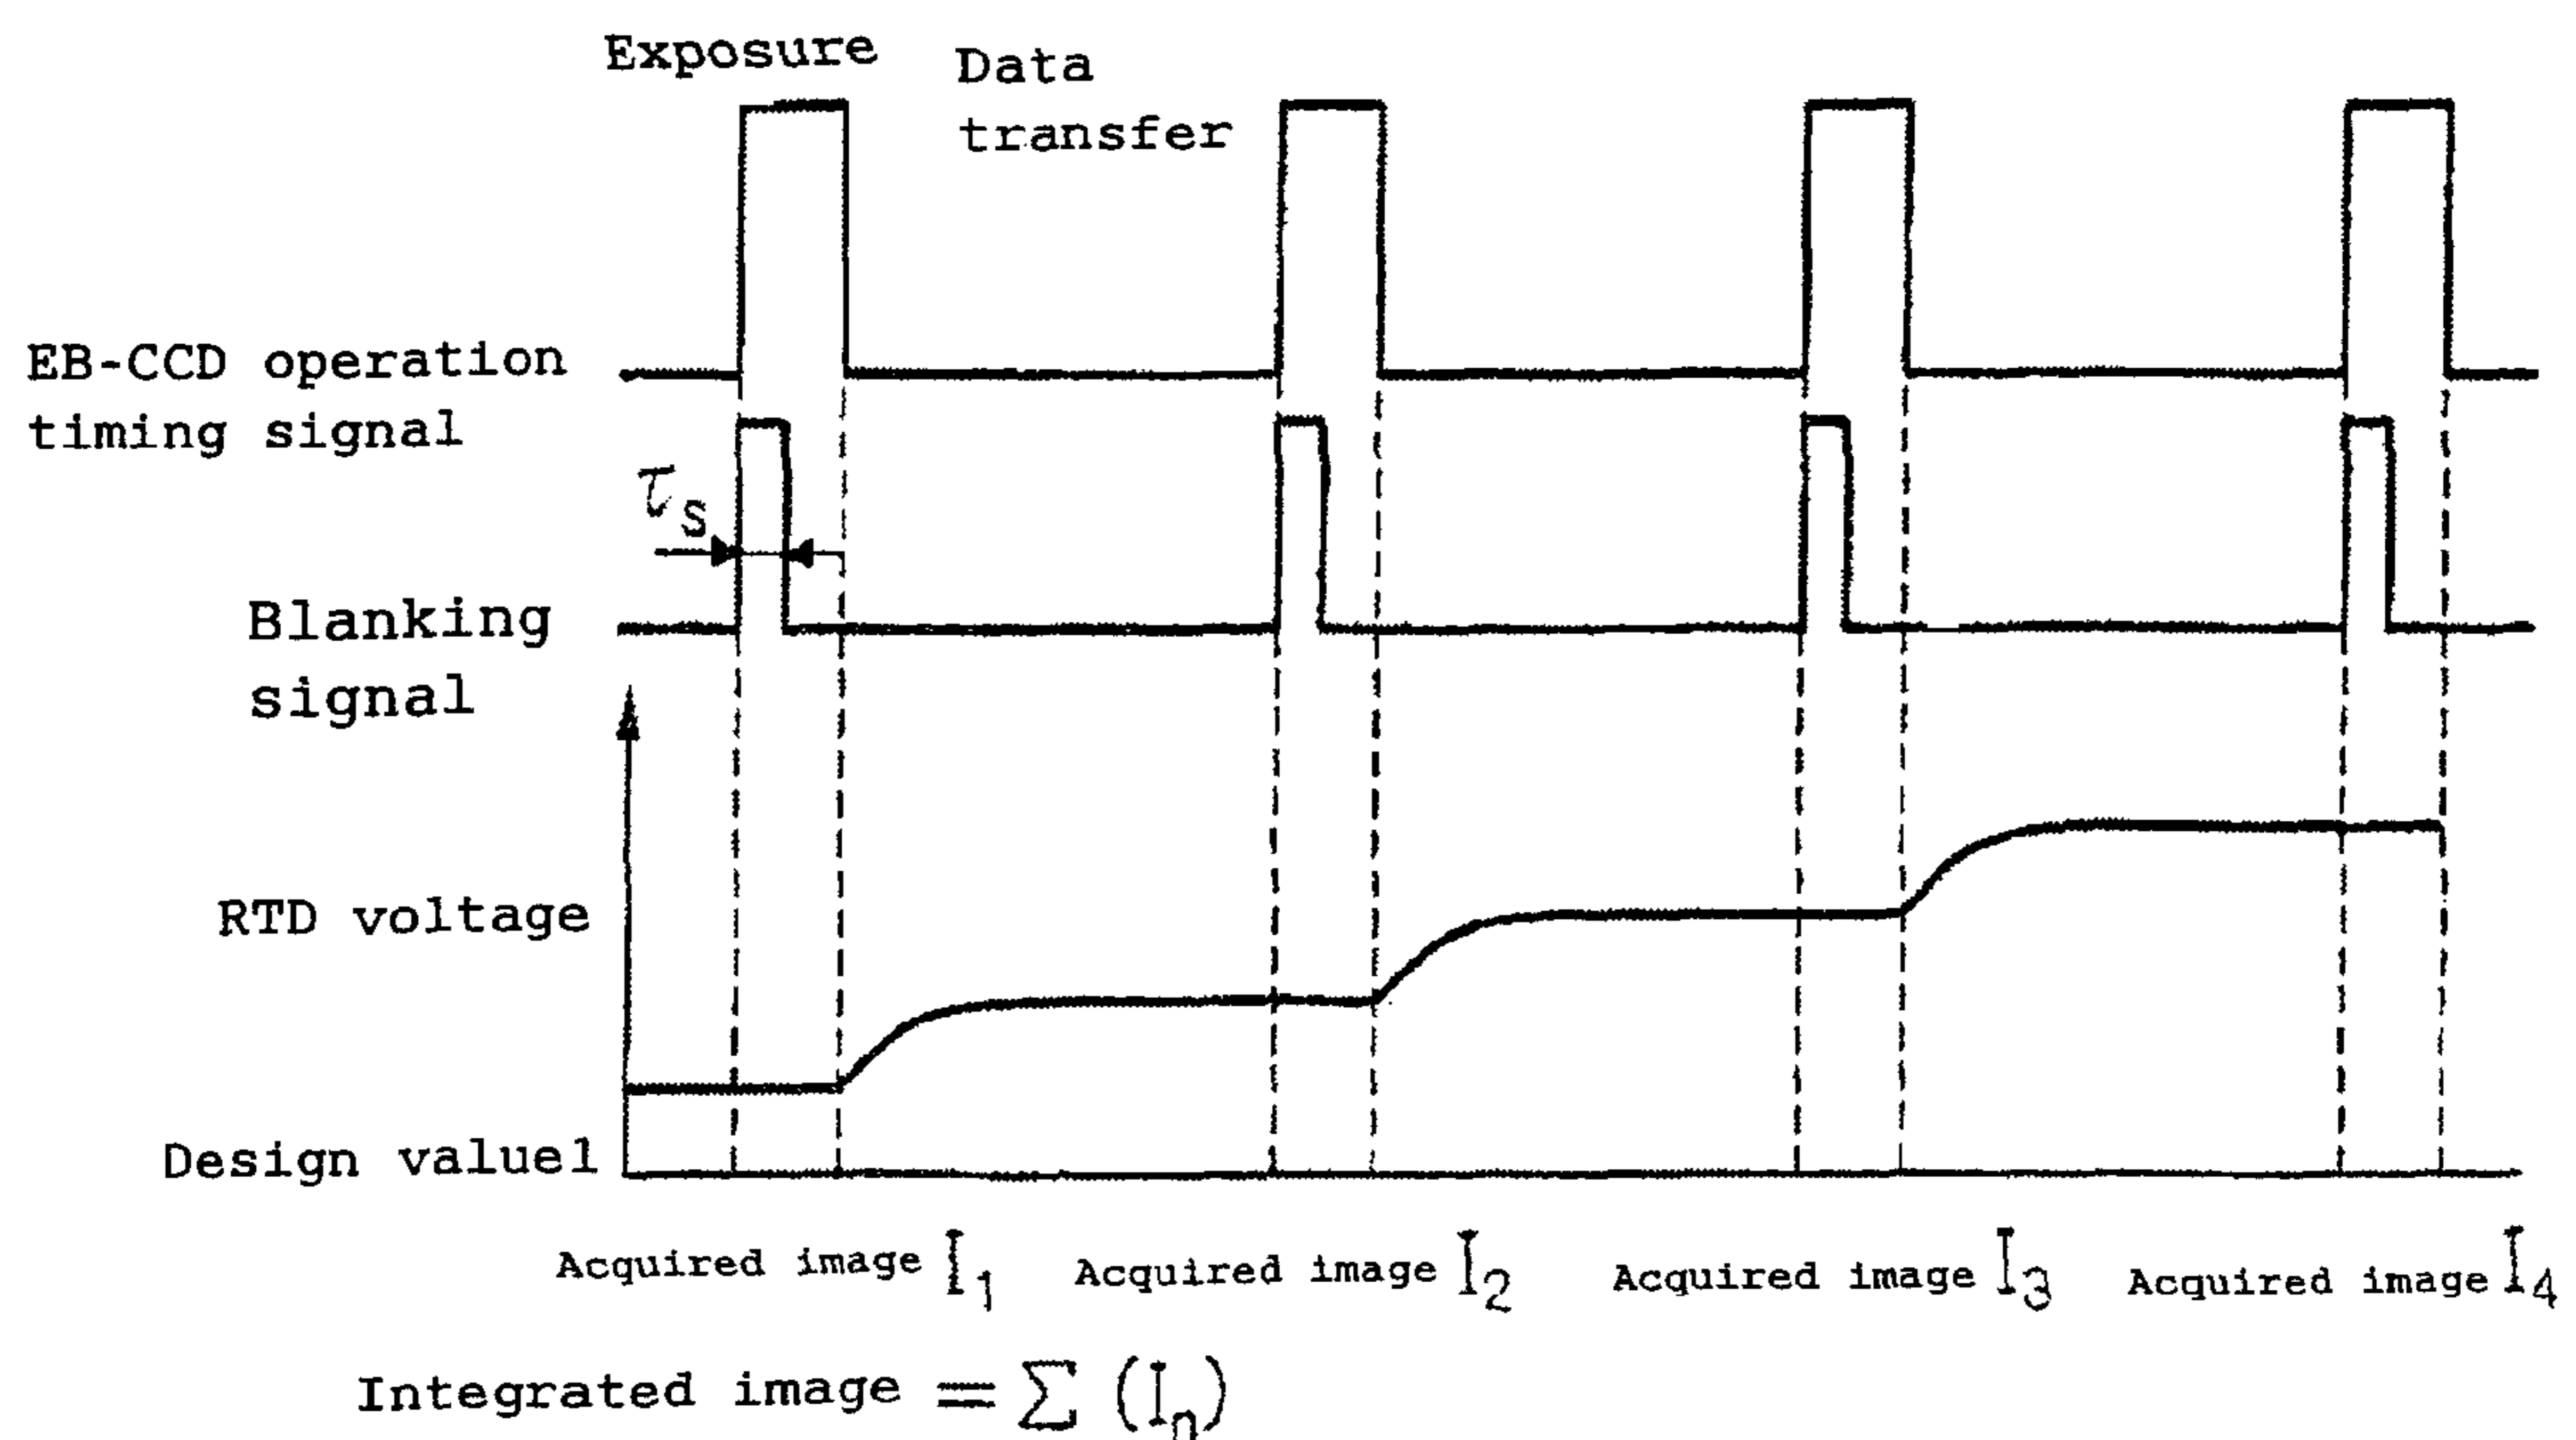 Exposure
Data
transfer
EB-CCD operation
timing signal
τS
Blanking
signal
RTD voltage
Design value1
Acquired image I1
Acquired image I2
Acquired image I3
Acquired image I4
Integrated image = Σ (In)